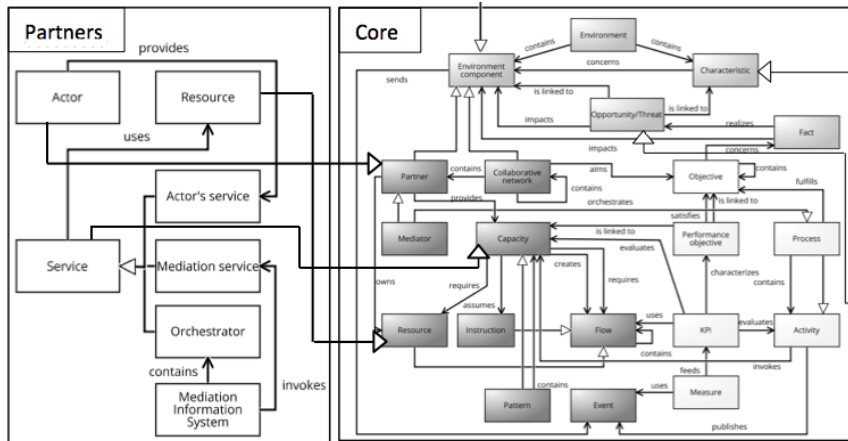 Partners
Core
provides
Actor
Resource
uses
Actor's service
Service
Mediation service
Orchestrator
contains
invokes
Mediation
Information
System
Environment
contains
contains
Environment
component
concerns
Characteristic
sends
is linked to
is linked to
Opportunity/Threat
impacts
realizes
Fact
impacts
concerns
Partner
contains
Collaborative
network
aims
Objective
contains
contains
provides
fulfills
orchestrates
is linked to
satisfies
Mediator
Capacity
is linked to
Performance
objective
Process
evaluates
owns
creates
characterizes
requires
requires
contains
assumes
Resource
Instruction
Flow
uses
KPI
evaluates
Activity
contains
invokes
feeds
Pattern
contains
Event
uses
Measure
publishes